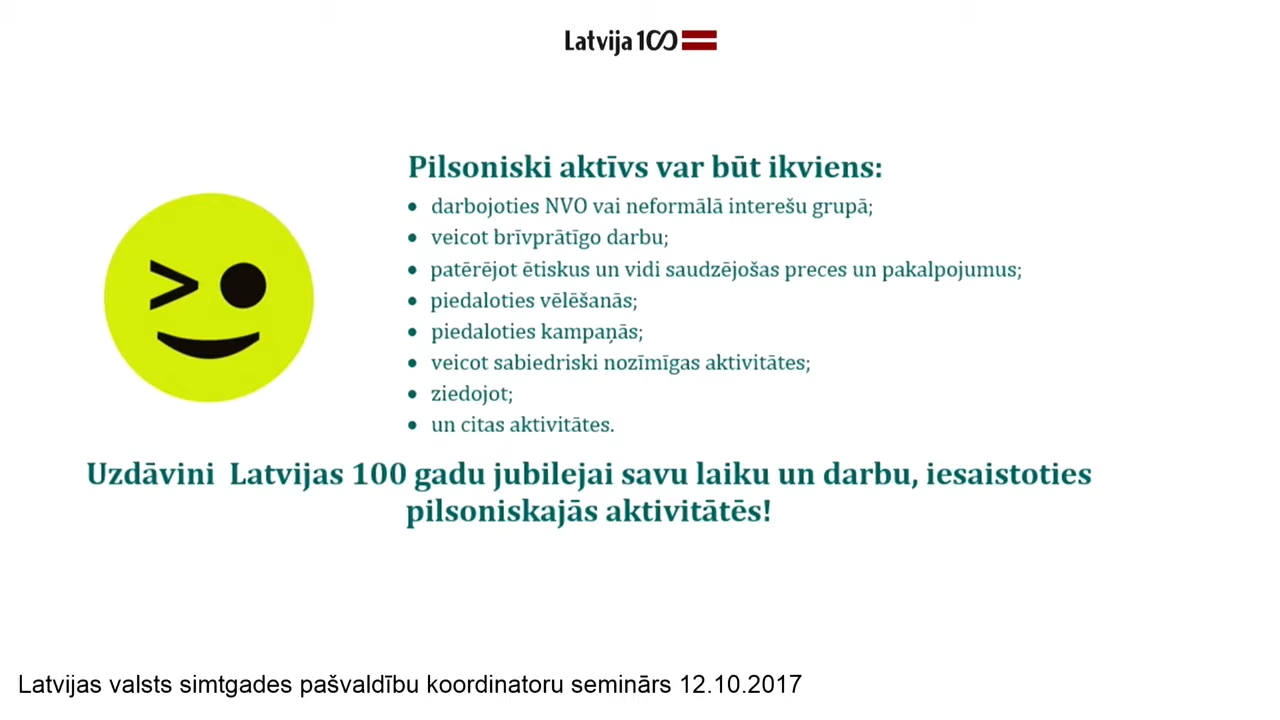 Latvija 100
Pilsoniski aktīvs var būt ikviens:
• darbojoties NVO vai neformālā interešu grupā;
• veicot brīvprātīgo darbu;
• patērējot ētiskus un vidi saudzējošas preces un pakalpojumus;
• piedaloties vēlēšanās;
• piedaloties kampaņās;
• veicot sabiedriski nozīmīgas aktivitātes;
• ziedojot;
• un citas aktivitātes.
Uzdāvini Latvijas 100 gadu jubilejai savu laiku un darbu, iesaistoties
pilsoniskajās aktivitātēs!
Latvijas valsts simtgades pašvaldību koordinatoru seminārs 12.10.2017